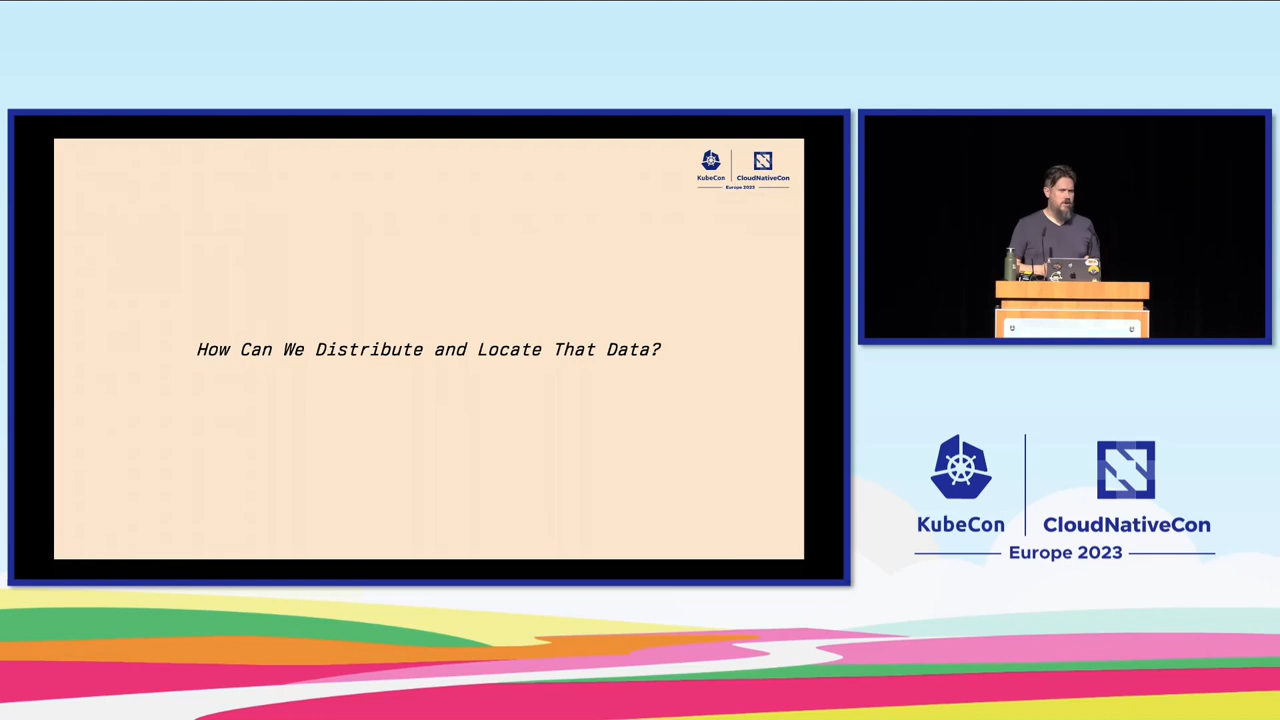 KubeCon
CloudNativeCon
Europe 2023
How Can We Distribute and Locate That Data?
KubeCon
CloudNativeCon
Europe 2023